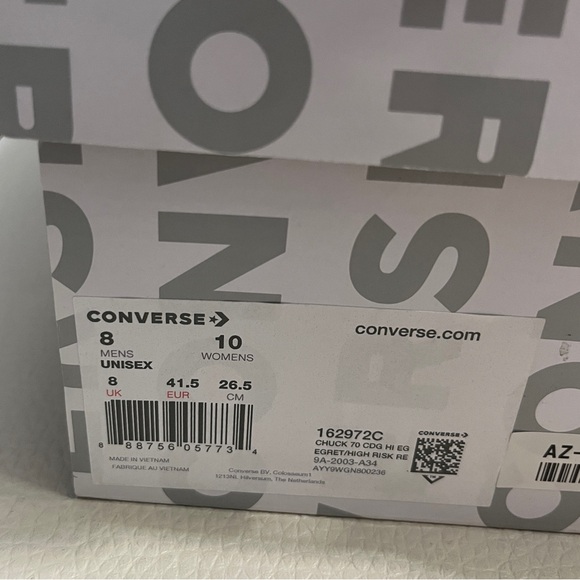 CONVERSE
converse.com
8 10
MENS WOMENS
UNISEX
8 41.5 26.5
UK EUR CM
8 88756 05773 4
MADE IN VIETNAM
FABRIQUE AU VIETNAM
Converse BV, Colosseum1
1213NL Hilversum, The Netherlands
162972C
CHUCK 70 CDG HI EG
EGRET/HIGH RISK RE
9A-2003-A34
AYY9WGN800236
CONVERSE
AZ-